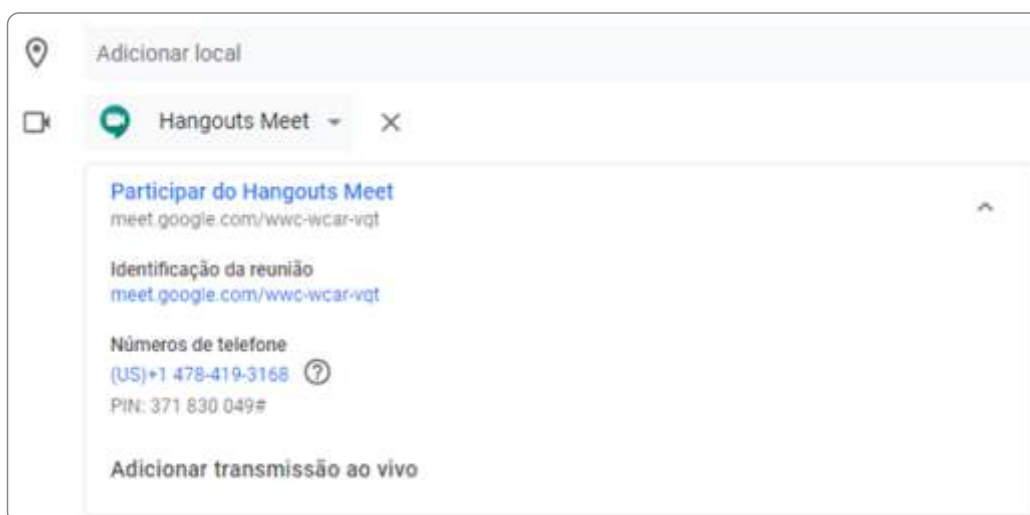 Adicionar local
Hangouts Meet
Participar do Hangouts Meet
meet.google.com/wwc-wcar-vqt
Identificação da reunião
meet.google.com/wwc-wcar-vqt
Números de telefone
(US)+1 478-419-3168
PIN: 371 830 049#
Adicionar transmissão ao vivo